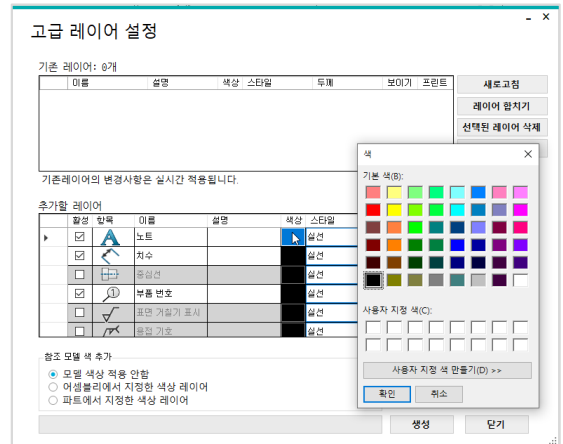 고급 레이어 설정
기존 레이어: 0개
이름 설명 색상 스타일 두께 보이기 프린트
새로고침
레이어 합치기
선택된 레이어 삭제
기존레이어의 변경사항은 실시간 적용됩니다.
추가할 레이어
활성 항목 이름 설명 색상 스타일
노트 실선
치수 실선
중심선 실선
부품 번호 실선
표면 거칠기 표시 실선
용접 기호 실선
참조 모델 색 추가
모델 색상 적용 안함
어셈블리에서 지정한 색상 레이어
파트에서 지정한 색상 레이어
생성 닫기
색
기본 색(B):
사용자 지정 색(C):
사용자 지정 색 만들기(D) >>
확인 취소